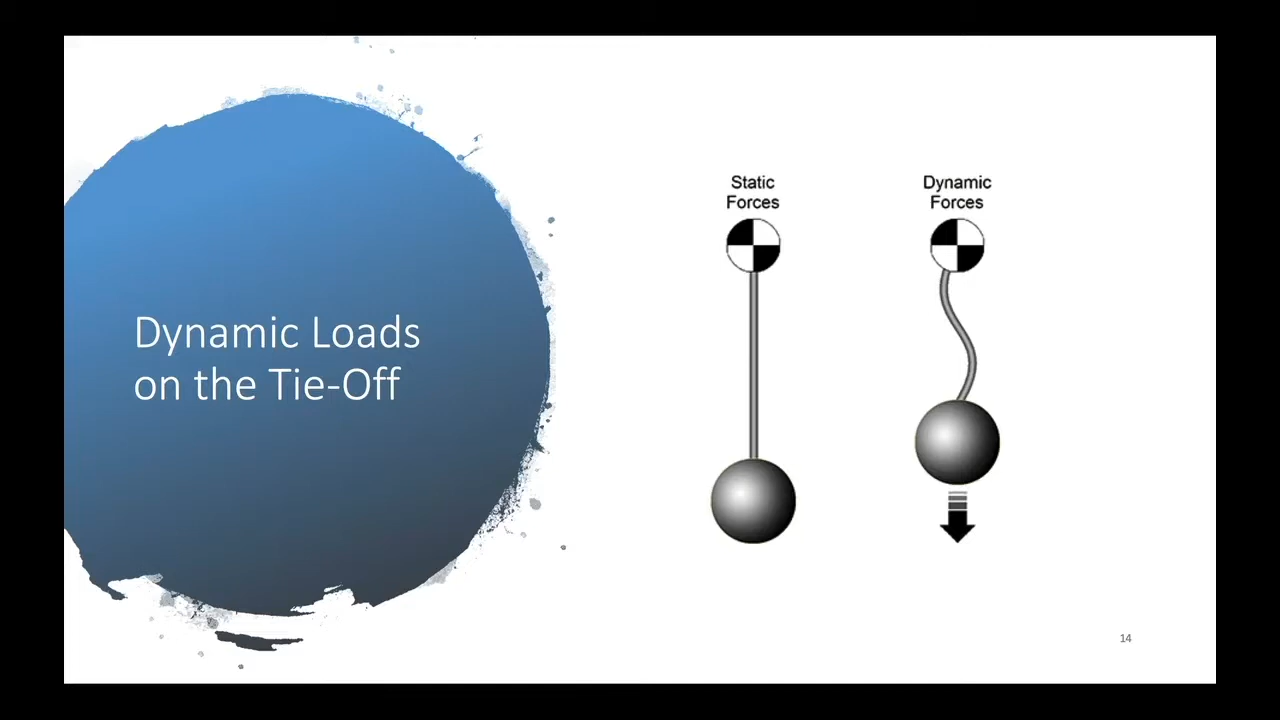 Dynamic Loads
on the Tie-Off
Static
Forces
Dynamic
Forces
14